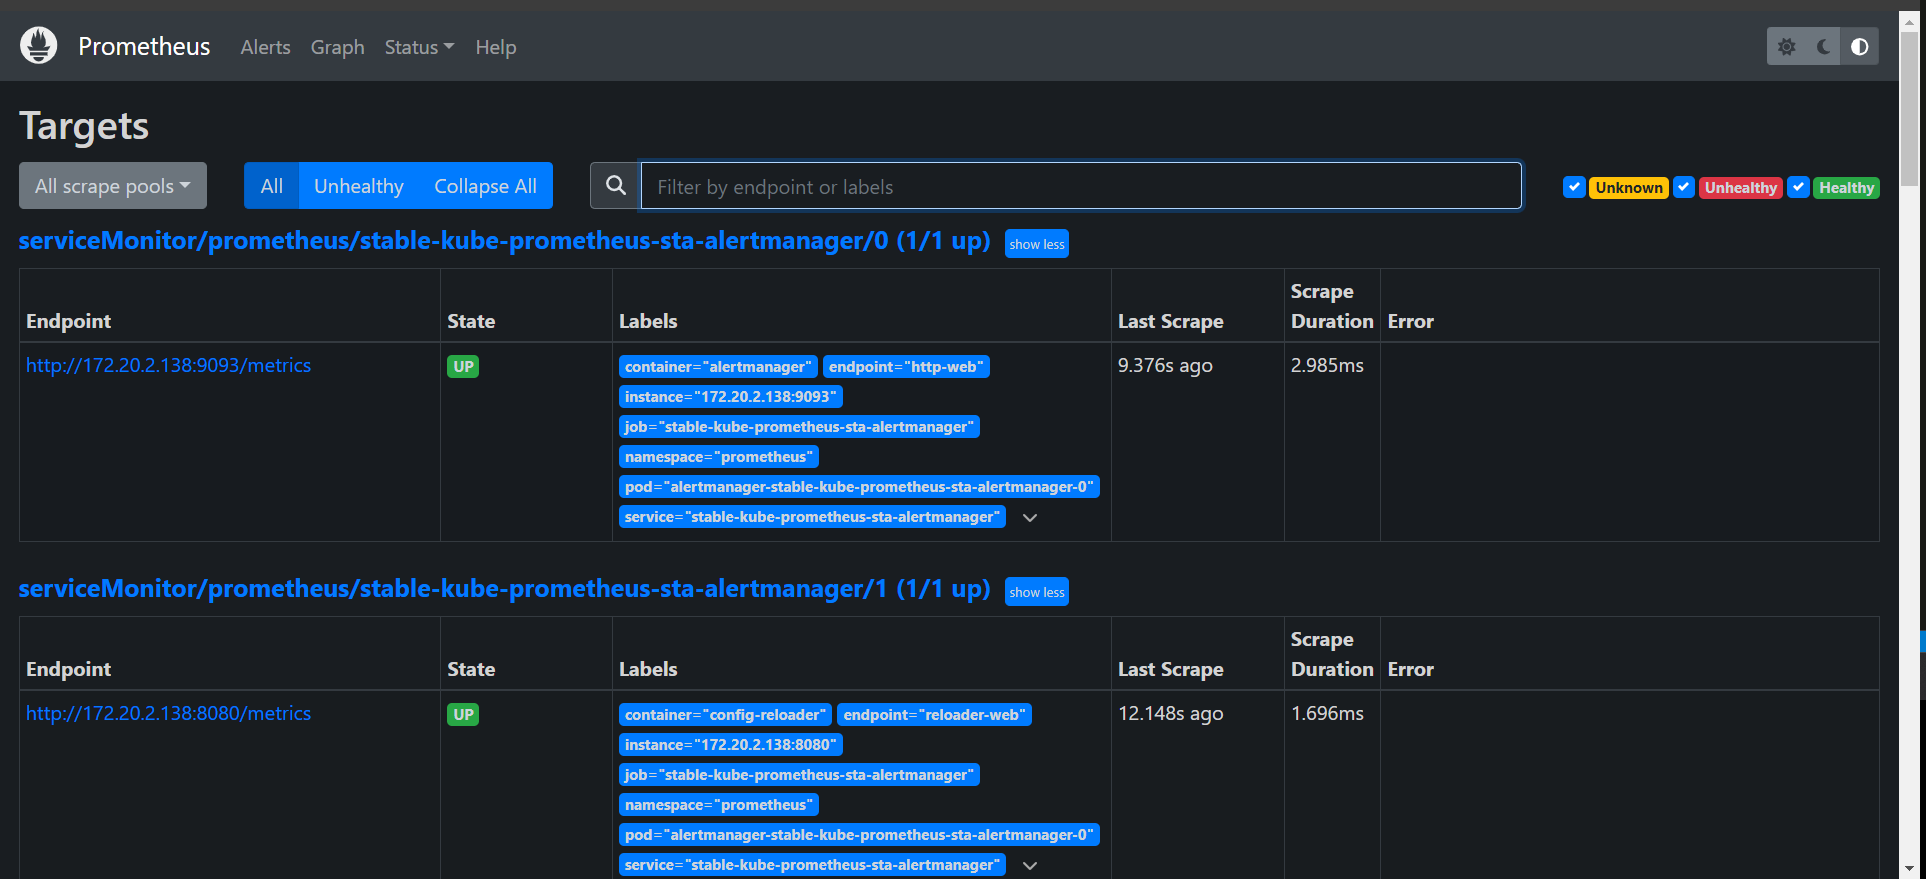 Prometheus Alerts Graph Status Help
Targets
All scrape pools All Unhealthy Collapse All Filter by endpoint or labels Unknown Unhealthy Healthy
serviceMonitor/prometheus/stable-kube-prometheus-sta-alertmanager/0 (1/1 up) show less
Endpoint State Labels Last Scrape Scrape Duration Error
http://172.20.2.138:9093/metrics UP container="alertmanager" endpoint="http-web" 9.376s ago 2.985ms
instance="172.20.2.138:9093"
job="stable-kube-prometheus-sta-alertmanager"
namespace="prometheus"
pod="alertmanager-stable-kube-prometheus-sta-alertmanager-0"
service="stable-kube-prometheus-sta-alertmanager"
serviceMonitor/prometheus/stable-kube-prometheus-sta-alertmanager/1 (1/1 up) show less
Endpoint State Labels Last Scrape Scrape Duration Error
http://172.20.2.138:8080/metrics UP container="config-reloader" endpoint="reloader-web" 12.148s ago 1.696ms
instance="172.20.2.138:8080"
job="stable-kube-prometheus-sta-alertmanager"
namespace="prometheus"
pod="alertmanager-stable-kube-prometheus-sta-alertmanager-0"
service="stable-kube-prometheus-sta-alertmanager"